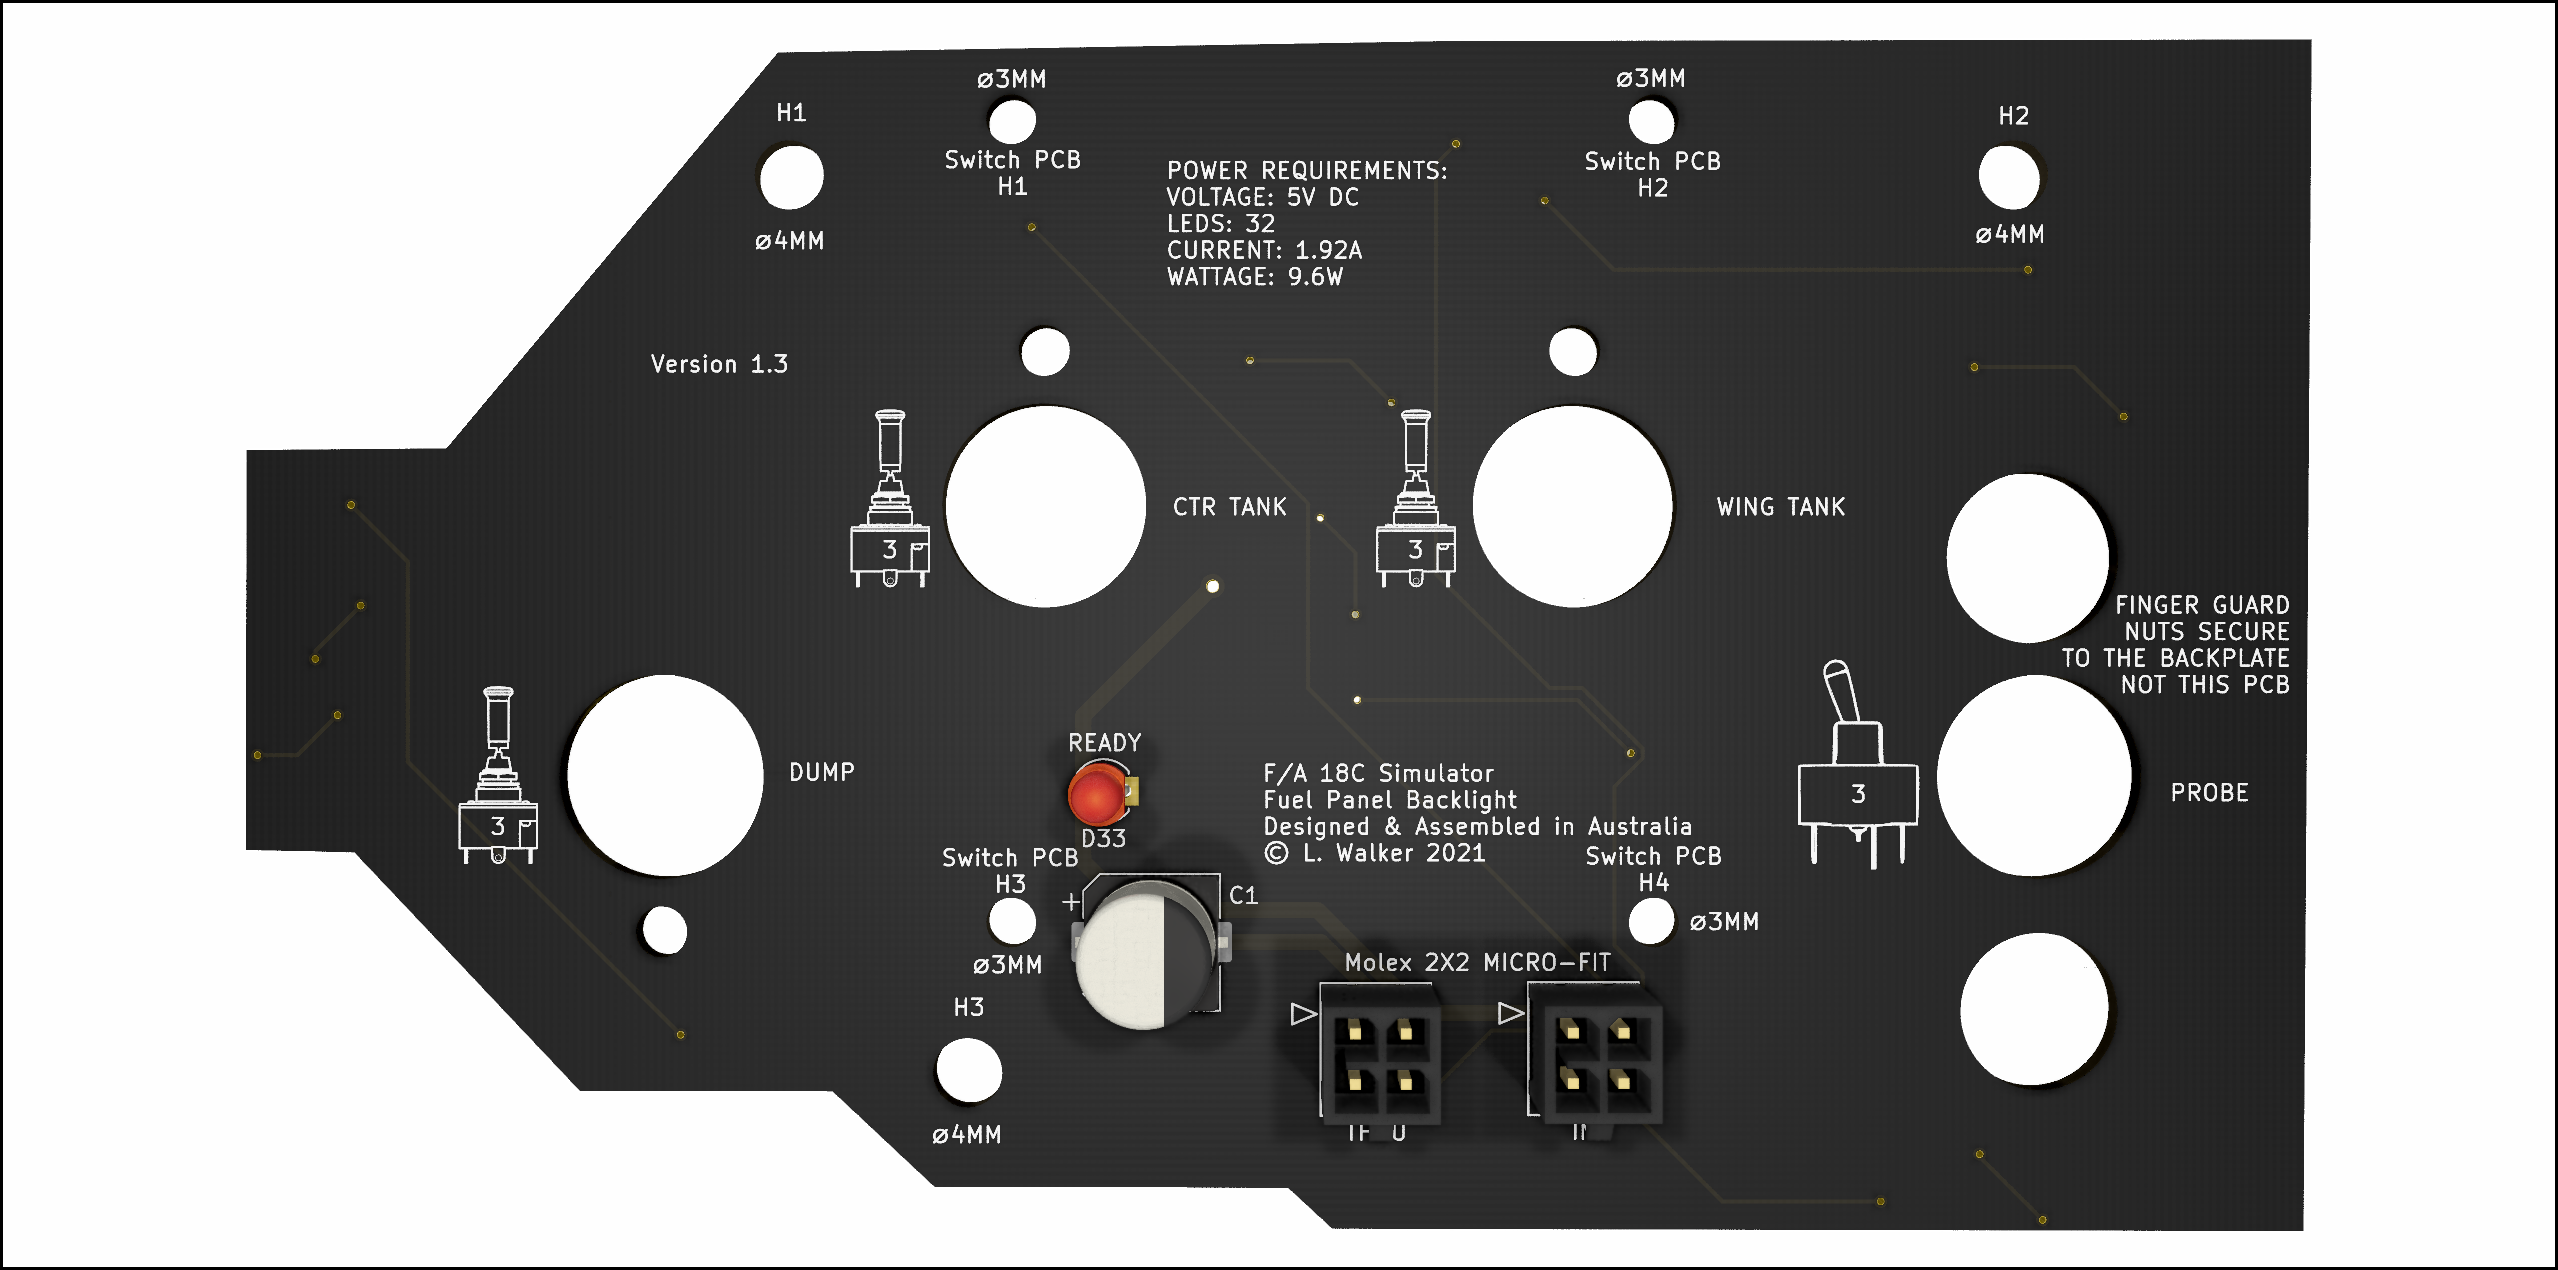 ø3MM
ø3MM
H1
H2
Switch PCB
H1
Switch PCB
H2
POWER REQUIREMENTS:
VOLTAGE: 5V DC
LEDS: 32
CURRENT: 1.92A
WATTAGE: 9.6W
ø4MM
ø4MM
Version 1.3
CTR TANK
WING TANK
3
3
FINGER GUARD
NUTS SECURE
TO THE BACKPLATE
NOT THIS PCB
READY
DUMP
3
3
PROBE
F/A 18C Simulator
Fuel Panel Backlight
Designed & Assembled in Australia
© L. Walker 2021
D33
Switch PCB
H3
Switch PCB
H4
+
C1
ø3MM
ø3MM
Molex 2X2 MICRO-FIT
H3
ø4MM